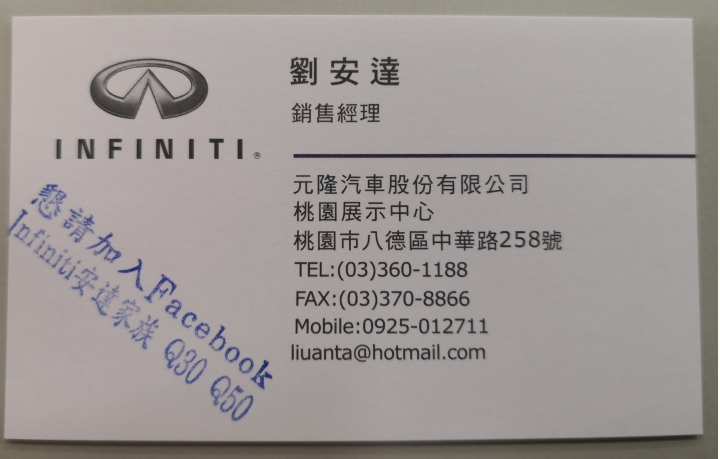 INFINITI®
劉安達
銷售經理
元隆汽車股份有限公司
桃園展示中心
桃園市八德區中華路258號
TEL:(03)360-1188
FAX:(03)370-8866
Mobile:0925-012711
liuanta@hotmail.com
懇請加入Facebook
Infiniti安達家族 Q30 Q50